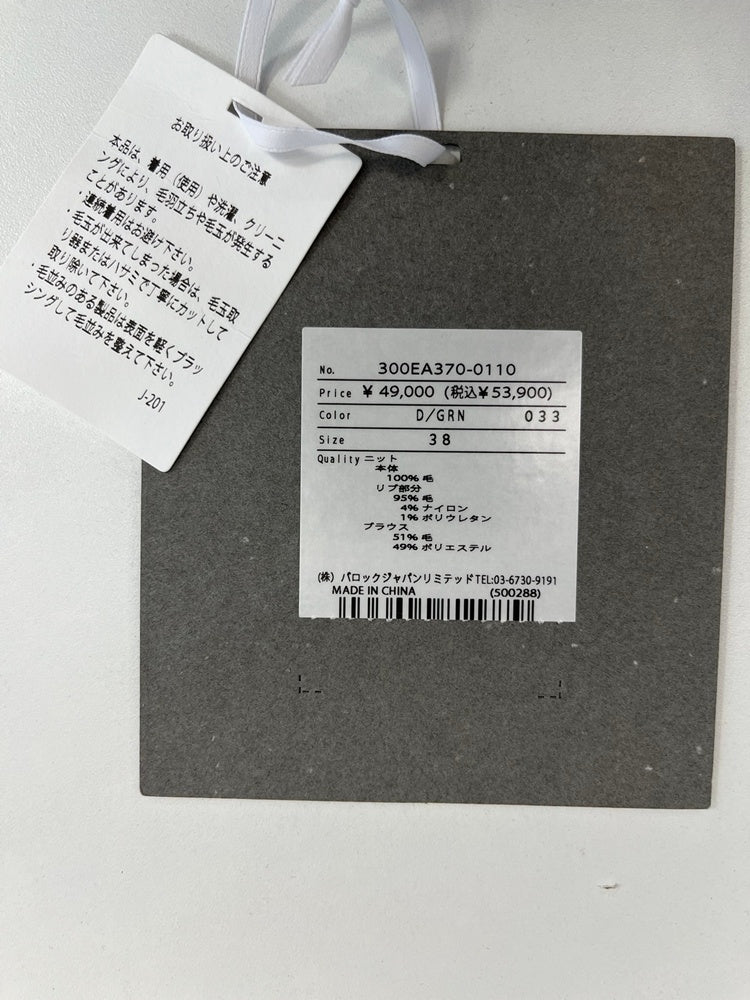 お取り扱い上のご注意
本品は、着用（使用）や洗濯、クリーニ
ングにより、毛羽立ちや毛玉が発生する
ことがあります。
・連続着用はお避け下さい。
・毛玉が出来てしまった場合は、毛玉取
り器またはハサミで丁寧にカットして
取り除いて下さい。
・毛並みのある製品は表面を軽くブラッ
シングして毛並みを整えて下さい。
J-201
No. 300EA370-0110
Price ¥ 49,000 (税込¥53,900)
Color D/GRN 033
Size 38
Quality ニット
本体
100% 毛
リブ部分
95% 毛
4% ナイロン
1% ポリウレタン
ブラウス
51% 毛
49% ポリエステル
(株) バロックジャパンリミテッド TEL:03-6730-9191
MADE IN CHINA (500288)